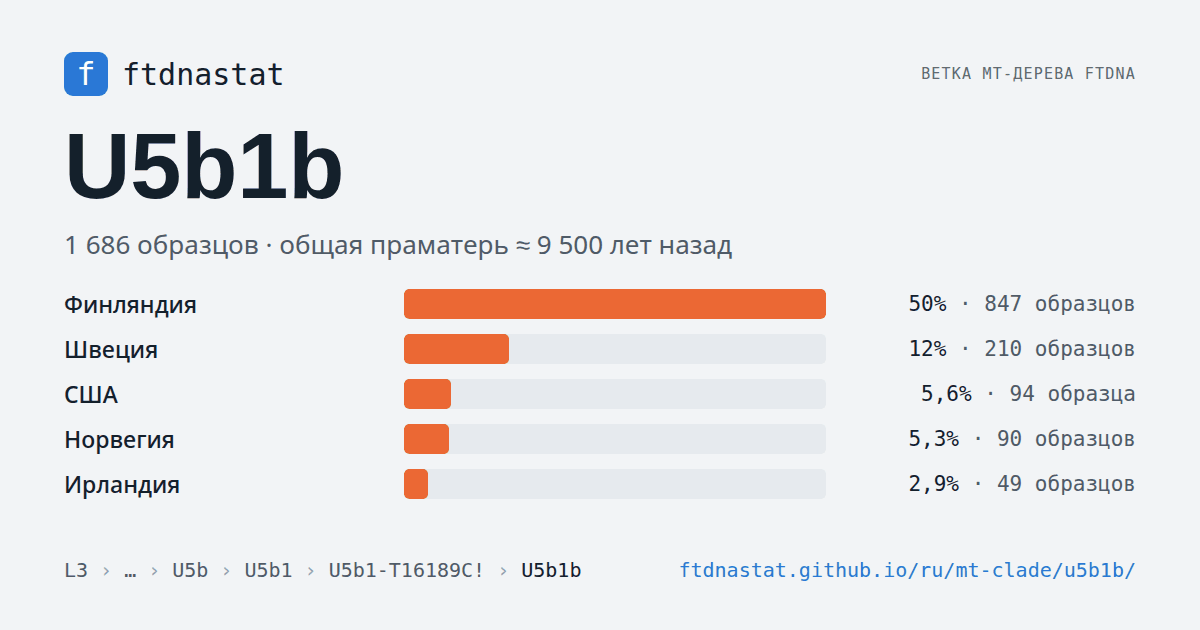 f ftdnastat
ВЕТКА МТ-ДЕРЕВА FTDNA
U5b1b
1 686 образцов · общая праматерь ≈ 9 500 лет назад
Финляндия 50% · 847 образцов
Швеция 12% · 210 образцов
США 5,6% · 94 образца
Норвегия 5,3% · 90 образцов
Ирландия 2,9% · 49 образцов
L3 › … › U5b › U5b1 › U5b1-T16189C! › U5b1b
ftdnastat.github.io/ru/mt-clade/u5b1b/